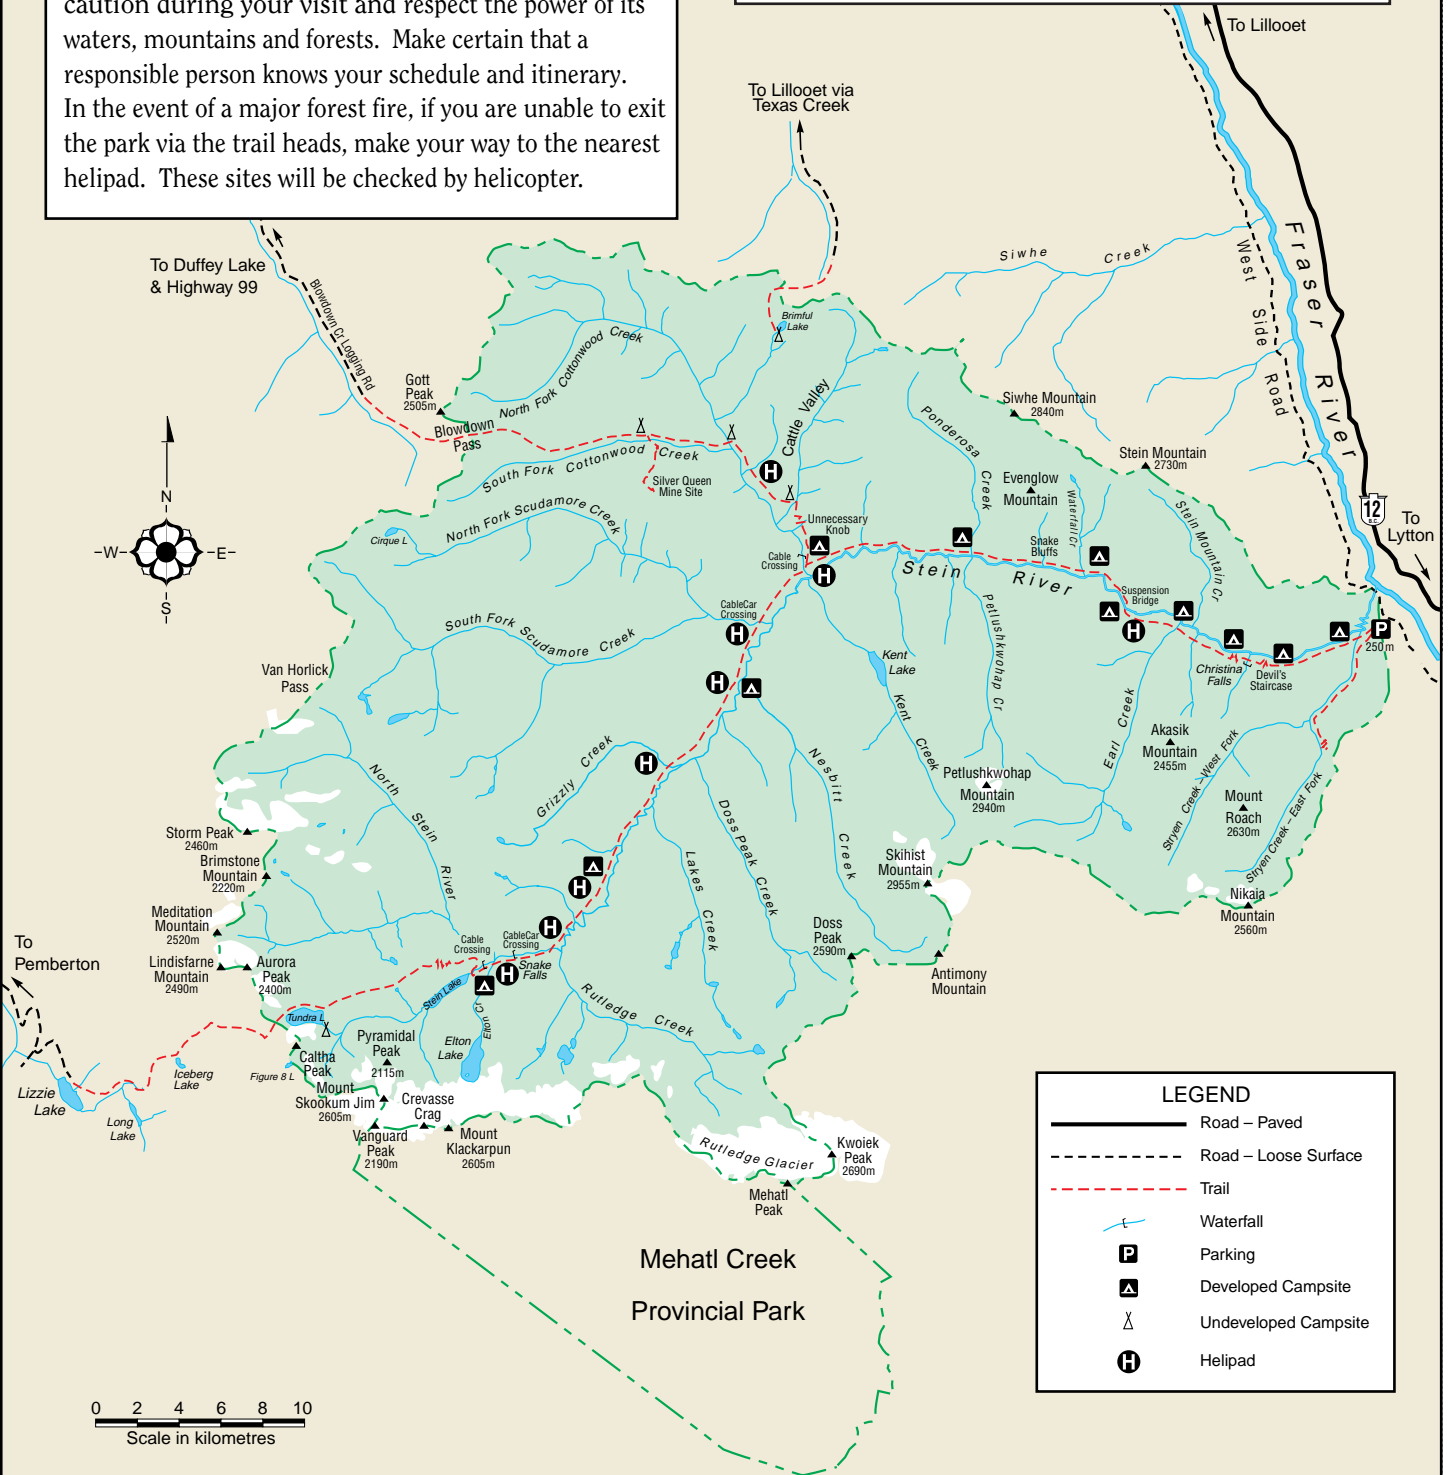 caution during your visit and respect the power of its
waters, mountains and forests. Make certain that a
responsible person knows your schedule and itinerary.
In the event of a major forest fire, if you are unable to exit
the park via the trail heads, make your way to the nearest
helipad. These sites will be checked by helicopter.
To Lillooet
To Lillooet via
Texas Creek
To Duffey Lake
& Highway 99
Blowdown Cr Logging Rd
Siwhe Creek
West Side Road
Fraser River
Brimful
Lake
North Fork Cottonwood Creek
Cattle Valley
Gott
Peak
2505m
Blowdown
Pass
South Fork Cottonwood Creek
Silver Queen
Mine Site
Ponderosa Creek
Siwhe Mountain
2840m
Stein Mountain
2730m
Evenglow
Mountain
Waterfall Cr
Stein Mountain Cr
12
B.C.
To
Lytton
N
W
E
S
Cirque L
North Fork Scudamore Creek
Unnecessary
Knob
Cable
Crossing
Snake
Bluffs
Stein River
Suspension
Bridge
CableCar
Crossing
South Fork Scudamore Creek
Petlushkwohap Cr
Kent
Lake
Kent Creek
Van Horlick
Pass
P
250m
Christina
Falls
Devil's
Staircase
Earl Creek
Akasik
Mountain
2455m
Stryen Creek – West Fork
Stryen Creek – East Fork
Grizzly Creek
North Stein River
Nesbitt Creek
Doss Peak Creek
Lakes Creek
Petlushkwohap
Mountain
2940m
Mount
Roach
2630m
Storm Peak
2460m
Brimstone
Mountain
2220m
Skihist
Mountain
2955m
Nikaia
Mountain
2560m
Meditation
Mountain
2520m
Doss
Peak
2590m
Antimony
Mountain
To
Pemberton
Lindisfarne
Mountain
2490m
Aurora
Peak
2400m
Cable
Crossing
CableCar
Crossing
Snake
Falls
Stein Lake
Elton Cr
Elton
Lake
Rutledge Creek
Tundra L
Pyramidal
Peak
2115m
Caltha
Peak
Figure 8 L
Iceberg
Lake
Lizzie
Lake
Long
Lake
Mount
Skookum Jim
2605m
Crevasse
Crag
Vanguard
Peak
2190m
Mount
Klackarpun
2605m
Rutledge Glacier
Kwoiek
Peak
2690m
Mehatl
Peak
Mehatl Creek
Provincial Park
LEGEND
Road – Paved
Road – Loose Surface
Trail
Waterfall
P Parking
Developed Campsite
Undeveloped Campsite
H Helipad
0 2 4 6 8 10
Scale in kilometres
H
H
H
H
H
H
H
H
H